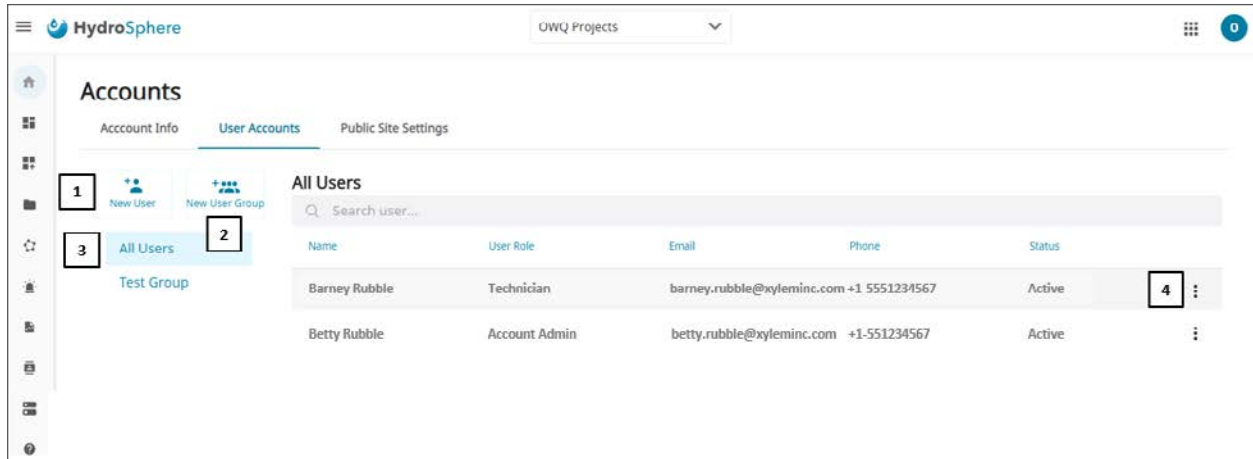 HydroSphere
OWQ Projects
O
Accounts
Acccount Info User Accounts Public Site Settings
1
New User New User Group
2
3
All Users
Test Group
All Users
Search user...
Name User Role Email Phone Status
Barney Rubble Technician barney.rubble@xyleminc.com +1 5551234567 Active 4
Betty Rubble Account Admin betty.rubble@xyleminc.com +1-551234567 Active